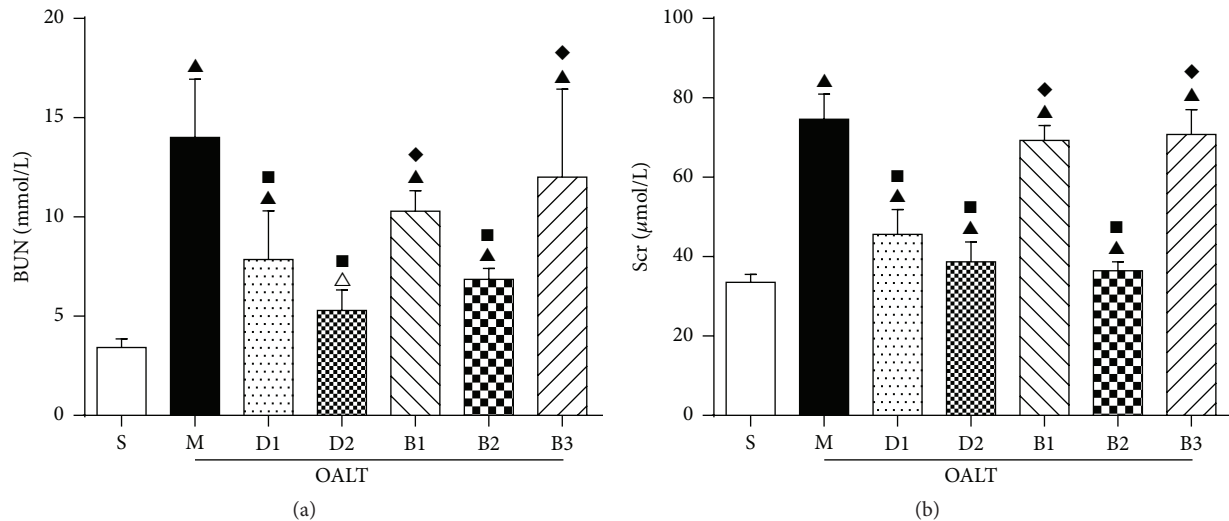 20
15
10
5
0
BUN (mmol/L)
S M D1 D2 B1 B2 B3
OALT
(a)
100
80
60
40
20
0
Scr (μmol/L)
S M D1 D2 B1 B2 B3
OALT
(b)